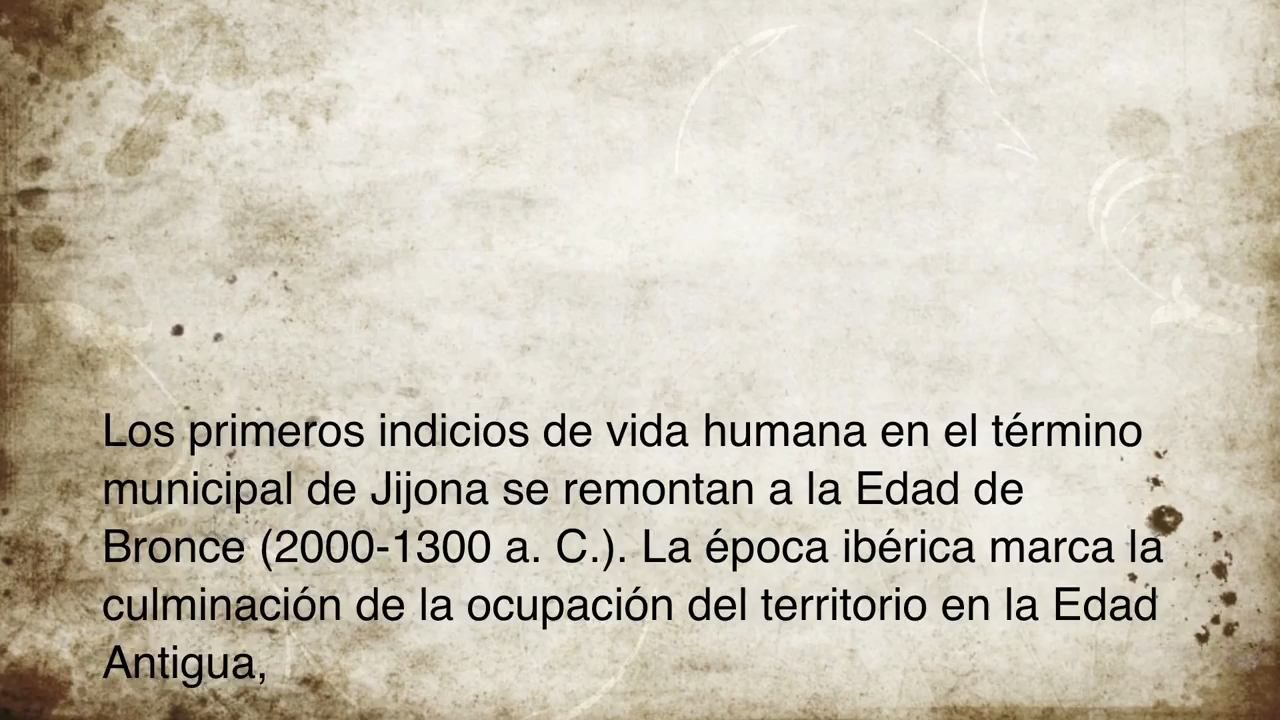 Los primeros indicios de vida humana en el término
municipal de Jijona se remontan a la Edad de
Bronce (2000-1300 a. C.). La época ibérica marca la
culminación de la ocupación del territorio en la Edad
Antigua,